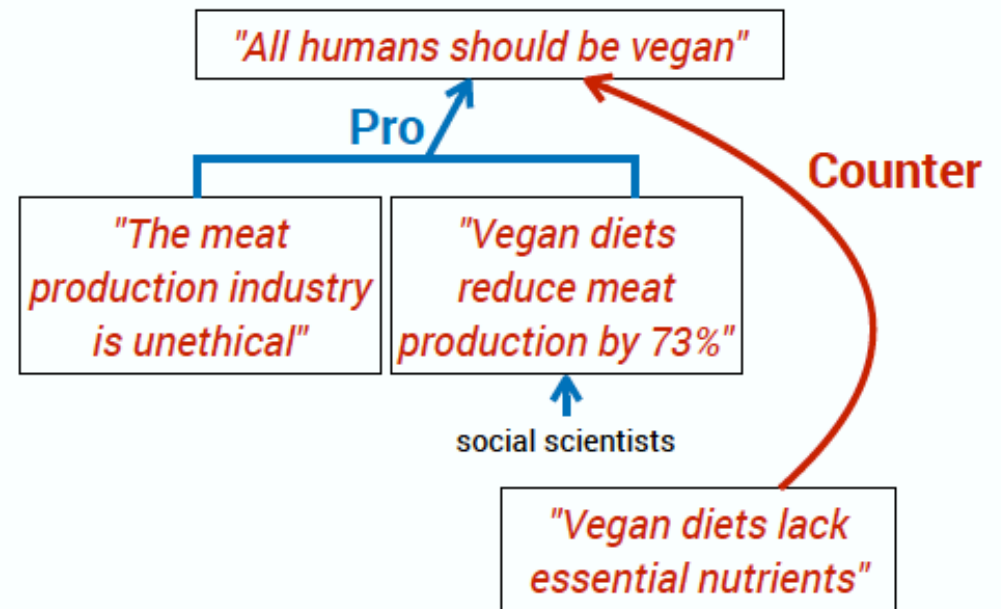 "All humans should be vegan"
Pro
Counter
"The meat
production industry
is unethical"
"Vegan diets
reduce meat
production by 73%"
social scientists
"Vegan diets lack
essential nutrients"